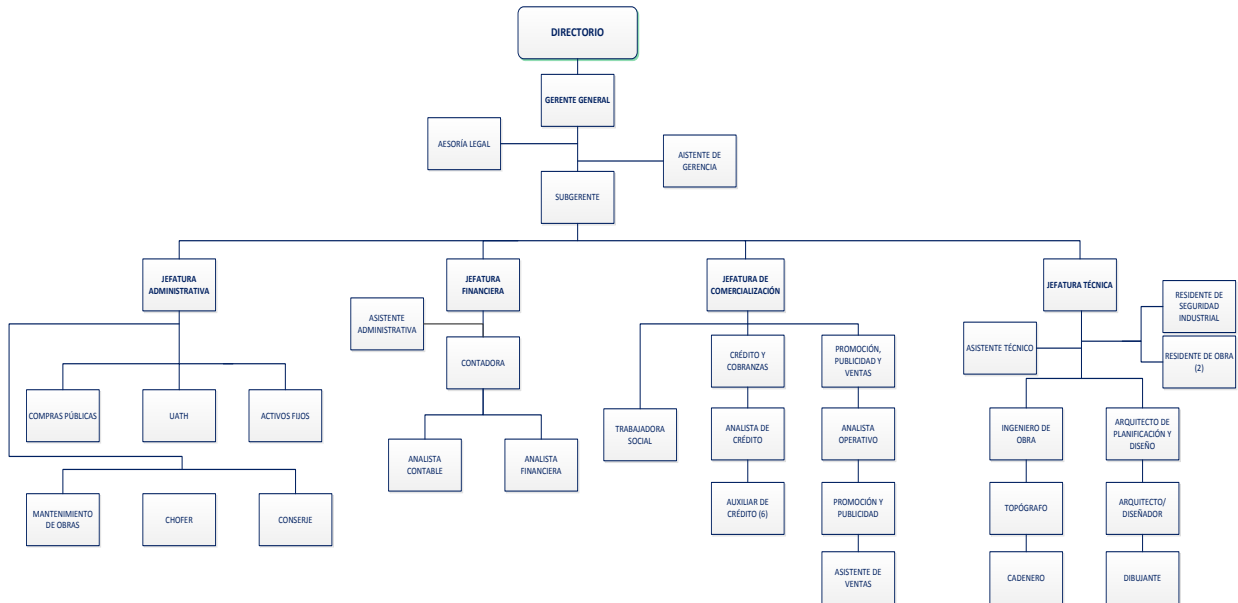 DIRECTORIO
GERENTE GENERAL
AESORÍA LEGAL
AISTENTE DE
GERENCIA
SUBGERENTE
JEFATURA
ADMINISTRATIVA
JEFATURA
FINANCIERA
JEFATURA DE
COMERCIALIZACIÓN
JEFATURA TÉCNICA
RESIDENTE DE
SEGURIDAD
INDUSTRIAL
ASISTENTE
ADMINISTRATIVA
CONTADORA
CRÉDITO Y
COBRANZAS
PROMOCIÓN,
PUBLICIDAD Y
VENTAS
ASISTENTE TÉCNICO
RESIDENTE DE OBRA
(2)
COMPRAS PÚBLICAS
UATH
ACTIVOS FIJOS
ANALISTA
CONTABLE
ANALISTA
FINANCIERA
TRABAJADORA
SOCIAL
ANALISTA DE
CRÉDITO
ANALISTA
OPERATIVO
INGENIERO DE
OBRA
ARQUITECTO DE
PLANIFICACIÓN Y
DISEÑO
MANTENIMIENTO
DE OBRAS
CHOFER
CONSERJE
AUXILIAR DE
CRÉDITO (6)
PROMOCIÓN Y
PUBLICIDAD
TOPÓGRAFO
ARQUITECTO/
DISEÑADOR
ASISTENTE DE
VENTAS
CADENERO
DIBUJANTE